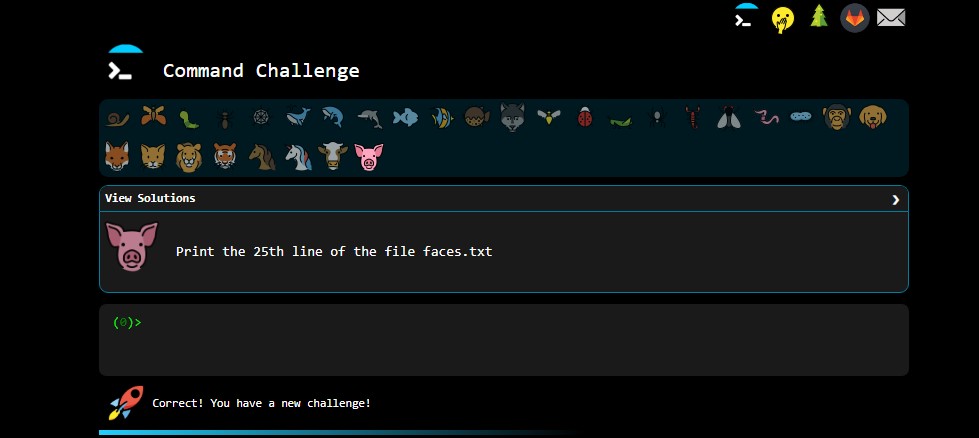 Command Challenge
View Solutions
Print the 25th line of the file faces.txt
(0)>
Correct! You have a new challenge!